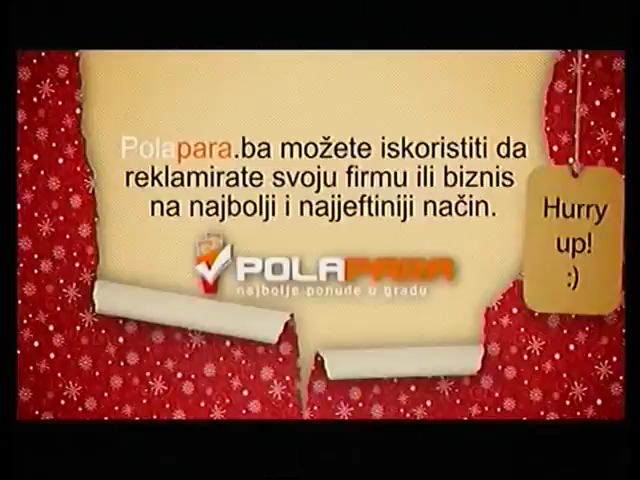 Polapara.ba možete iskoristiti da
reklamirate svoju firmu ili biznis
na najbolji i najjeftiniji način.
Hurry
up!
:)
POLAPARA
najbolje ponude u gradu